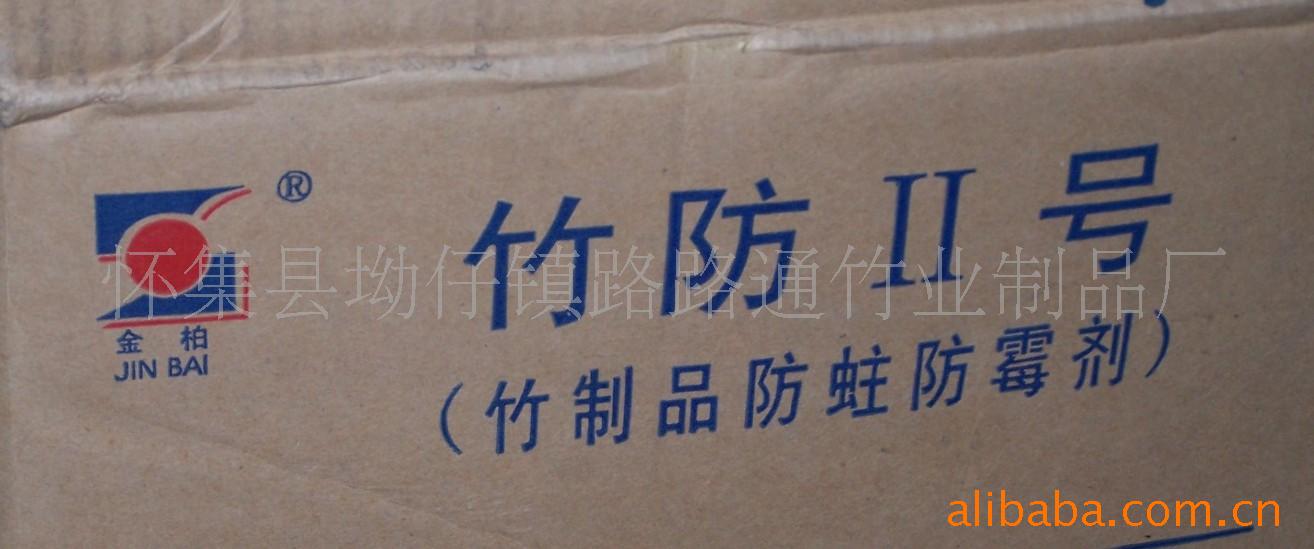 ®
竹防II号
怀集县坳仔镇路路通竹业制品厂
金柏
JIN BAI
(竹制品防蛀防霉剂)
alibaba.com.cn